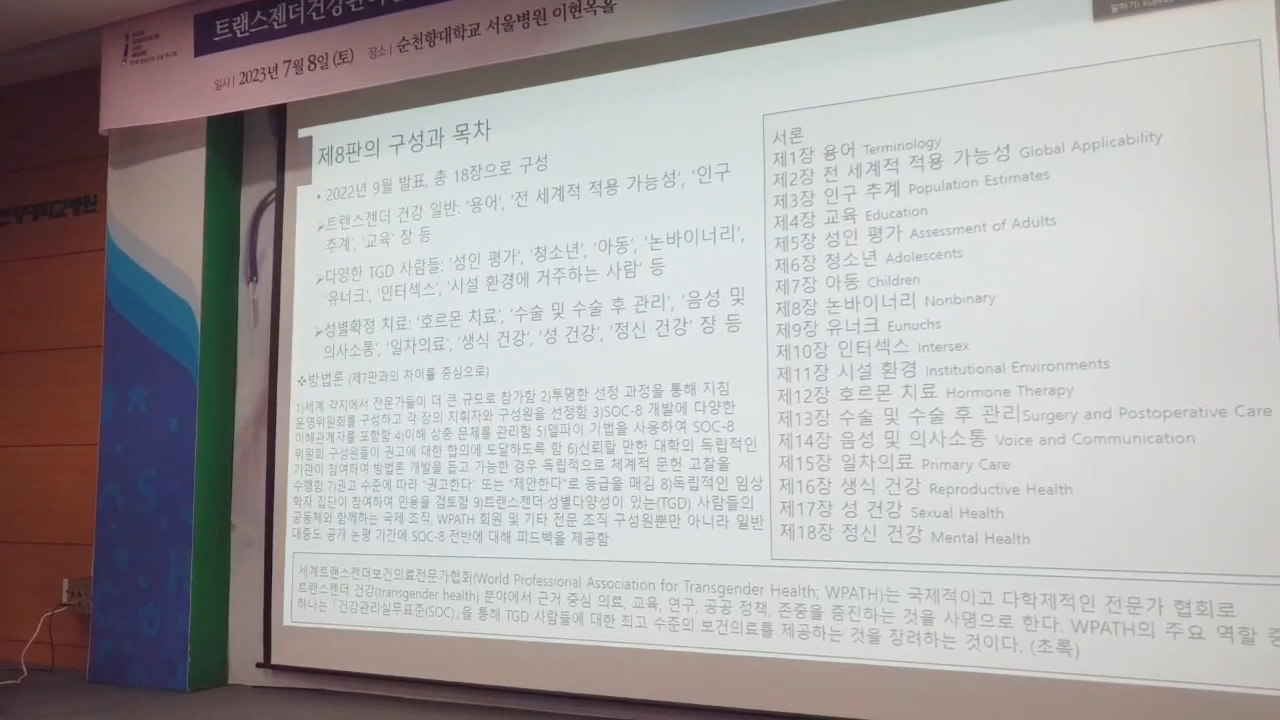 트랜스젠더건강관리
일시 | 2023년 7월 8일 (토) 장소 | 순천향대학교 서울병원 이현옥홀
제8판의 구성과 목차
• 2022년 9월 발표, 총 18장으로 구성
➢트랜스젠더 건강 일반: '용어', '전 세계적 적용 가능성', '인구
추계', '교육' 장 등
➢다양한 TGD 사람들: '성인 평가', '청소년', '아동', '논바이너리',
'유너크', '인터섹스', '시설 환경에 거주하는 사람' 등
➢성별확정 치료: '호르몬 치료', '수술 및 수술 후 관리', '음성 및
의사소통', '일차의료', '생식 건강', '성 건강', '정신 건강' 장 등
❖방법론 (제7판과의 차이를 중심으로)
1)세계 각지에서 전문가들이 더 큰 규모로 참가함 2)투명한 선정 과정을 통해 지침
운영위원회를 구성하고 각 장의 지휘자와 구성원을 선정함 3)SOC-8 개발에 다양한
이해관계자를 포함함 4)이해 상충 문제를 관리함 5)델파이 기법을 사용하여 SOC-8
위원회 구성원들이 권고에 대한 합의에 도달하도록 함 6)신뢰할 만한 대학의 독립적인
기관이 참여하여 방법론 개발을 돕고 가능한 경우 독립적으로 체계적 문헌 고찰을
수행함 7)권고 수준에 따라 "권고한다" 또는 "제안한다"로 등급을 매김 8)독립적인 임상
학자 집단이 참여하여 인용을 검토함 9)트랜스젠더 성별다양성이 있는(TGD) 사람들의
공동체와 함께하는 국제 조직, WPATH 회원 및 기타 전문 조직 구성원뿐만 아니라 일반
대중도 공개 논평 기간에 SOC-8 전반에 대해 피드백을 제공함
서론
제1장 용어 Terminology
제2장 전 세계적 적용 가능성 Global Applicability
제3장 인구 추계 Population Estimates
제4장 교육 Education
제5장 성인 평가 Assessment of Adults
제6장 청소년 Adolescents
제7장 아동 Children
제8장 논바이너리 Nonbinary
제9장 유너크 Eunuchs
제10장 인터섹스 Intersex
제11장 시설 환경 Institutional Environments
제12장 호르몬 치료 Hormone Therapy
제13장 수술 및 수술 후 관리Surgery and Postoperative Care
제14장 음성 및 의사소통 Voice and Communication
제15장 일차의료 Primary Care
제16장 생식 건강 Reproductive Health
제17장 성 건강 Sexual Health
제18장 정신 건강 Mental Health
세계트랜스젠더보건의료전문가협회(World Professional Association for Transgender Health; WPATH)는 국제적이고 다학제적인 전문가 협회로
트랜스젠더 건강(transgender health) 분야에서 근거 중심 의료, 교육, 연구, 공공 정책, 존중을 증진하는 것을 사명으로 한다. WPATH의 주요 역할 중
하나는 「건강관리실무표준(SOC)」을 통해 TGD 사람들에 대한 최고 수준의 보건의료를 제공하는 것을 장려하는 것이다. (초록)